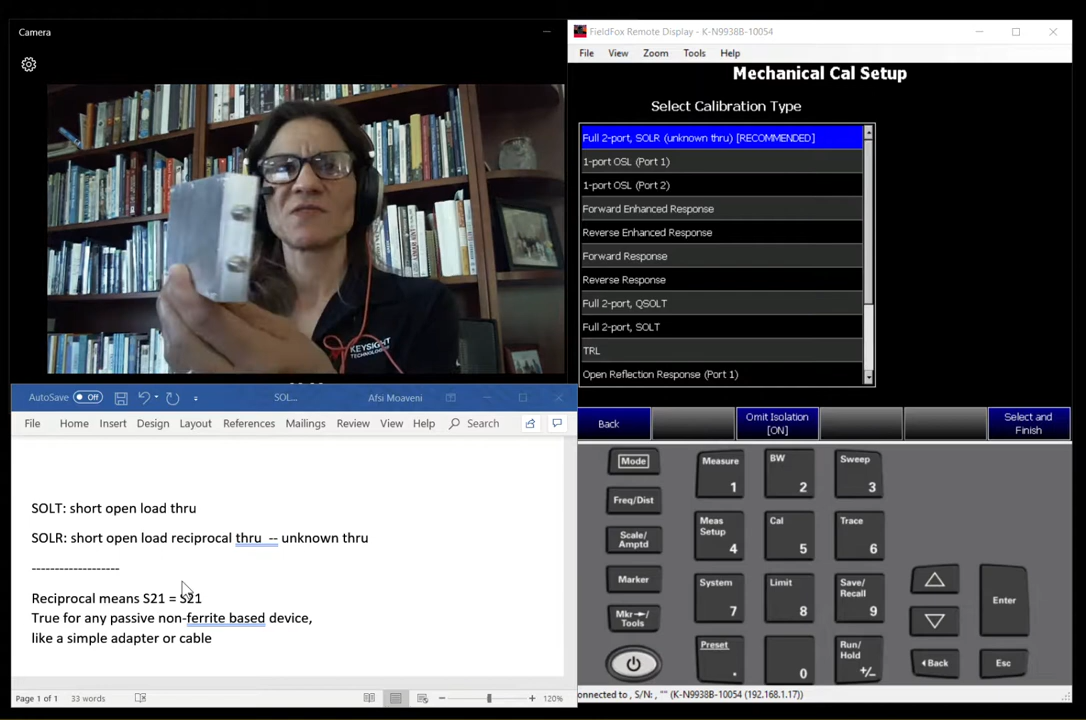 Camera
KEYSIGHT
TECHNOLOGIES
FieldFox Remote Display - K-N9938B-10054
File View Zoom Tools Help
Mechanical Cal Setup
Select Calibration Type
Full 2-port, SOLR (unknown thru) [RECOMMENDED]
1-port OSL (Port 1)
1-port OSL (Port 2)
Forward Enhanced Response
Reverse Enhanced Response
Forward Response
Reverse Response
Full 2-port, QSOLT
Full 2-port, SOLT
TRL
Open Reflection Response (Port 1)
Back
Omit Isolation
[ON]
Select and
Finish
Mode
Measure
1
BW
2
Sweep
3
Freq/Dist
Scale/
Amptd
Meas
Setup
4
Cal
5
Trace
6
Marker
System
7
Limit
8
Save/
Recall
9
Enter
Mkr→/
Tools
Preset
.
0
Run/
Hold
+/-
Back
Esc
onnected to , S/N: , "" (K-N9938B-10054 (192.168.1.17))
AutoSave Off
SOL...
Afsi Moaveni
File Home Insert Design Layout References Mailings Review View Help Search
SOLT: short open load thru
SOLR: short open load reciprocal thru -- unknown thru
-------------------
Reciprocal means S21 = S21
True for any passive non-ferrite based device,
like a simple adapter or cable
Page 1 of 1 33 words
120%